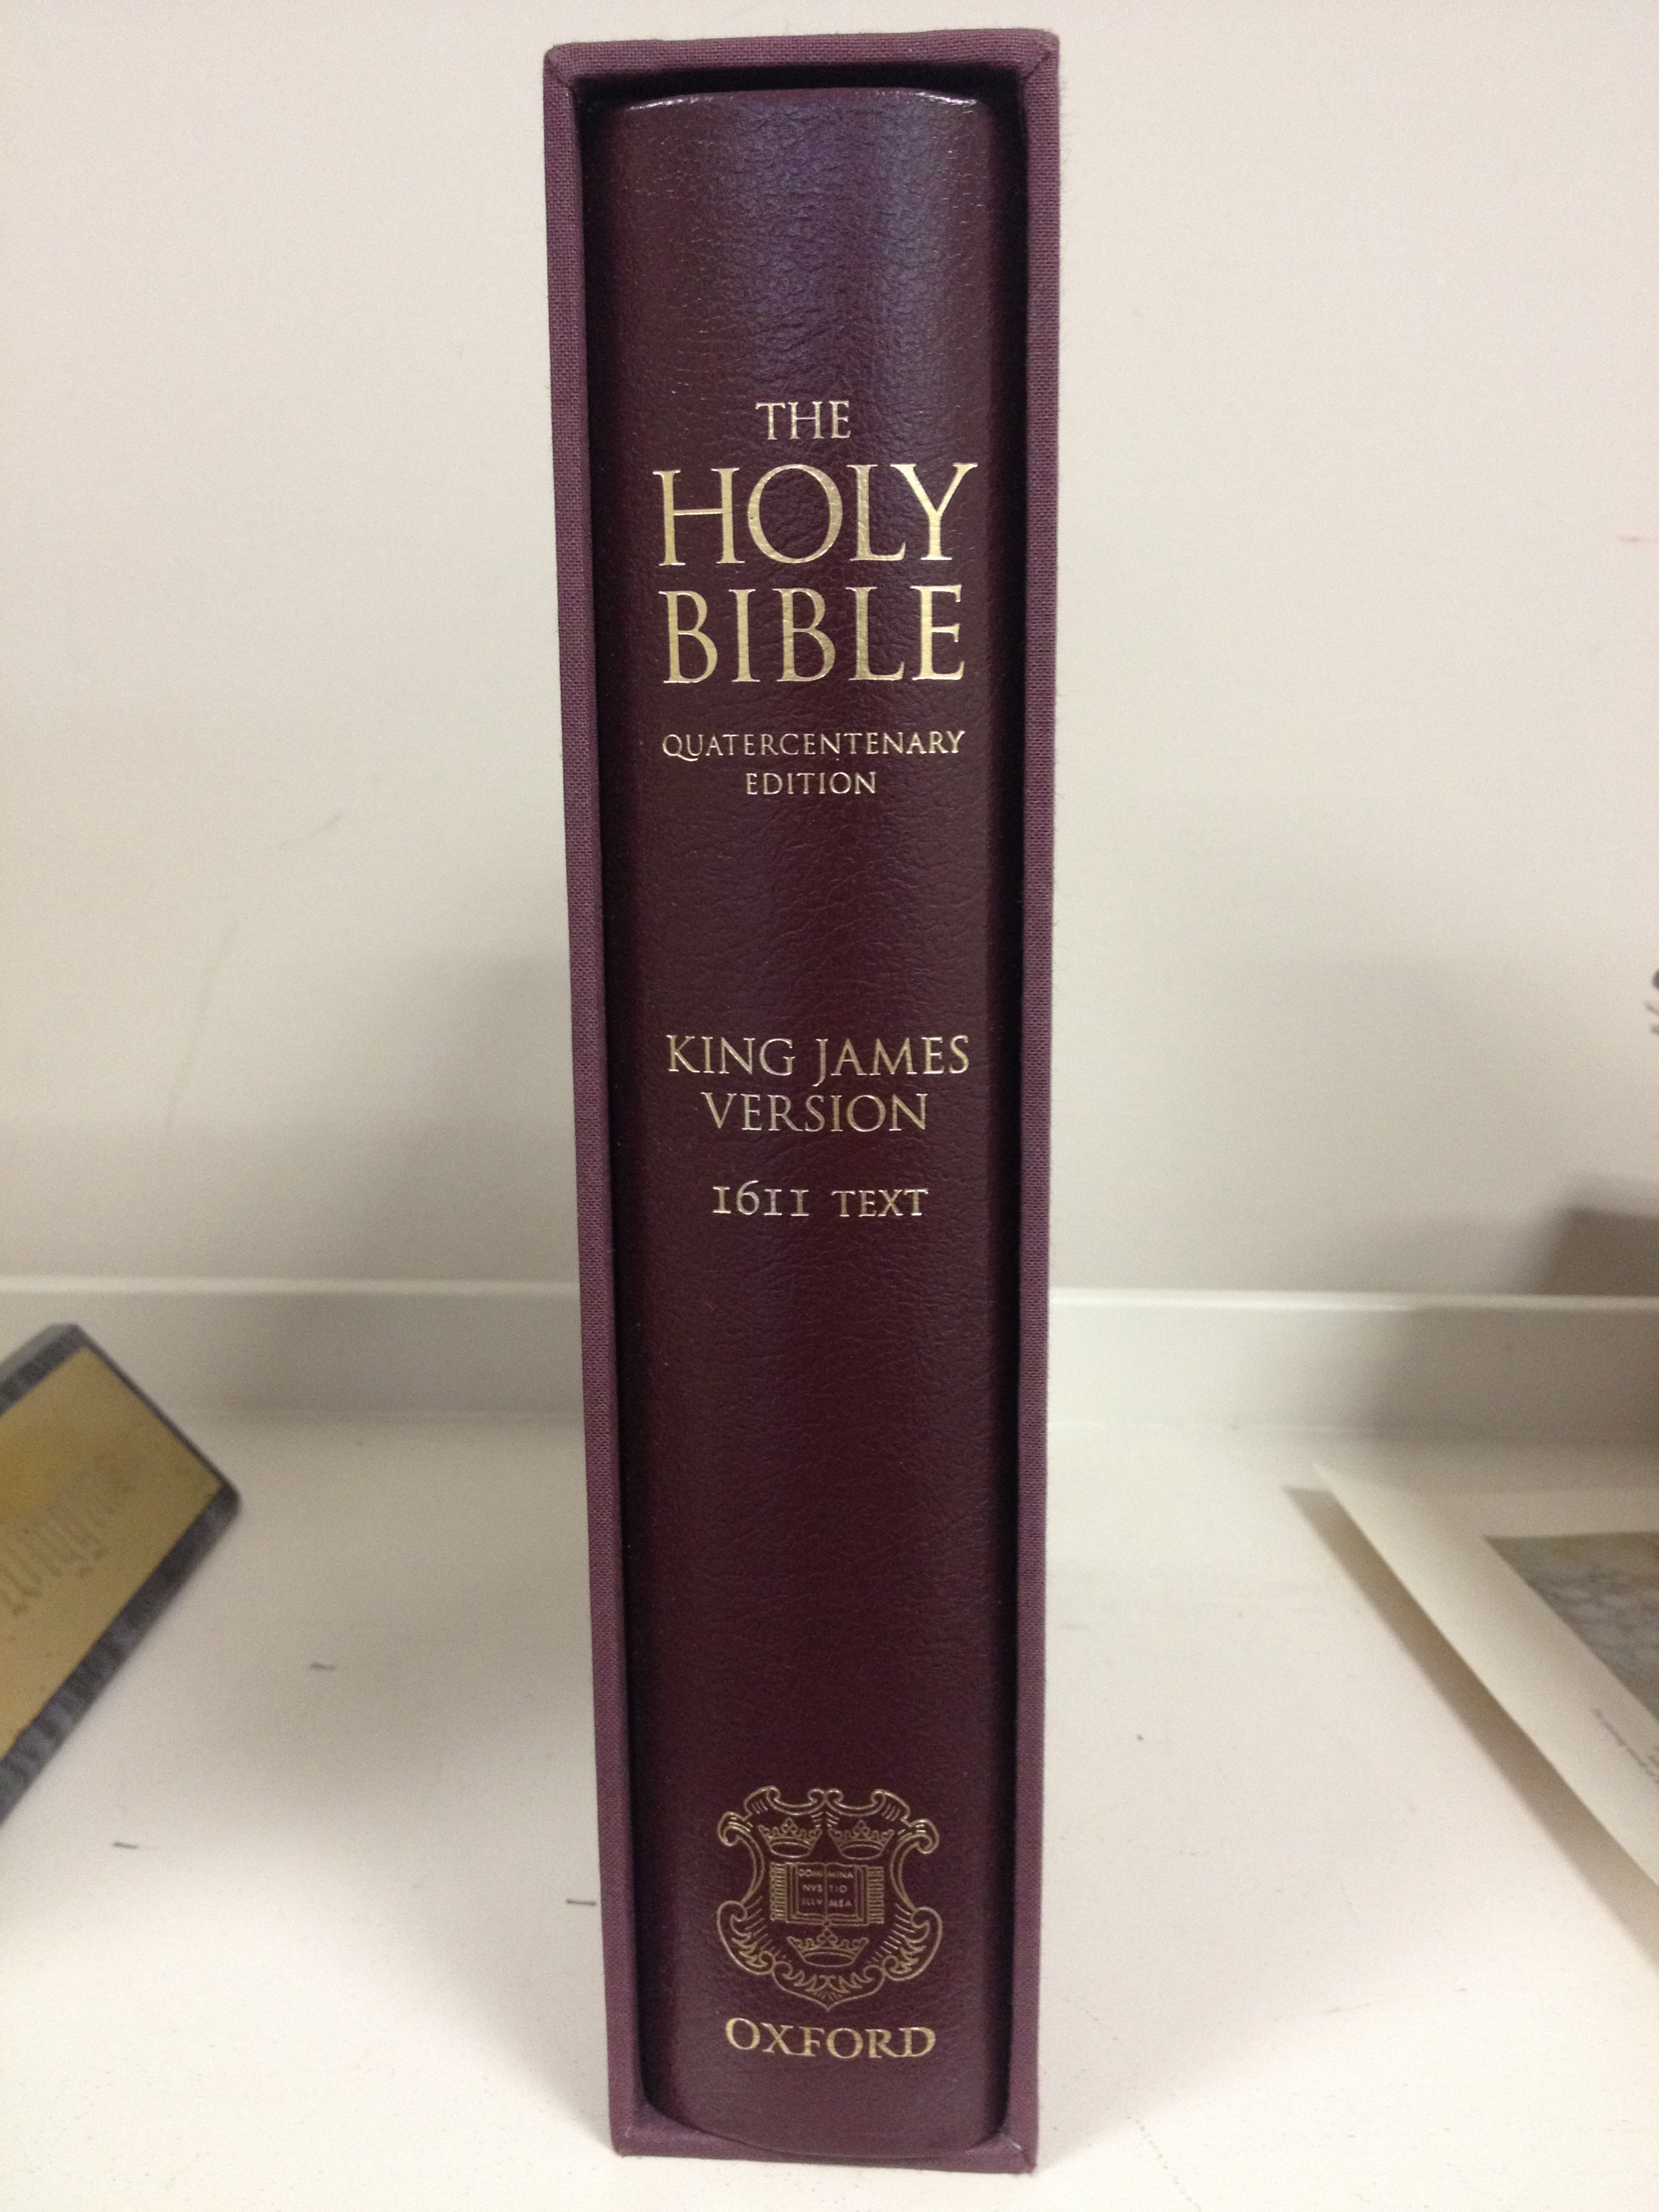 THE
HOLY
BIBLE
QUATERCENTENARY
EDITION
KING JAMES
VERSION
1611 TEXT
DOMI MINA
NVS TIO
ILLV MEA
OXFORD